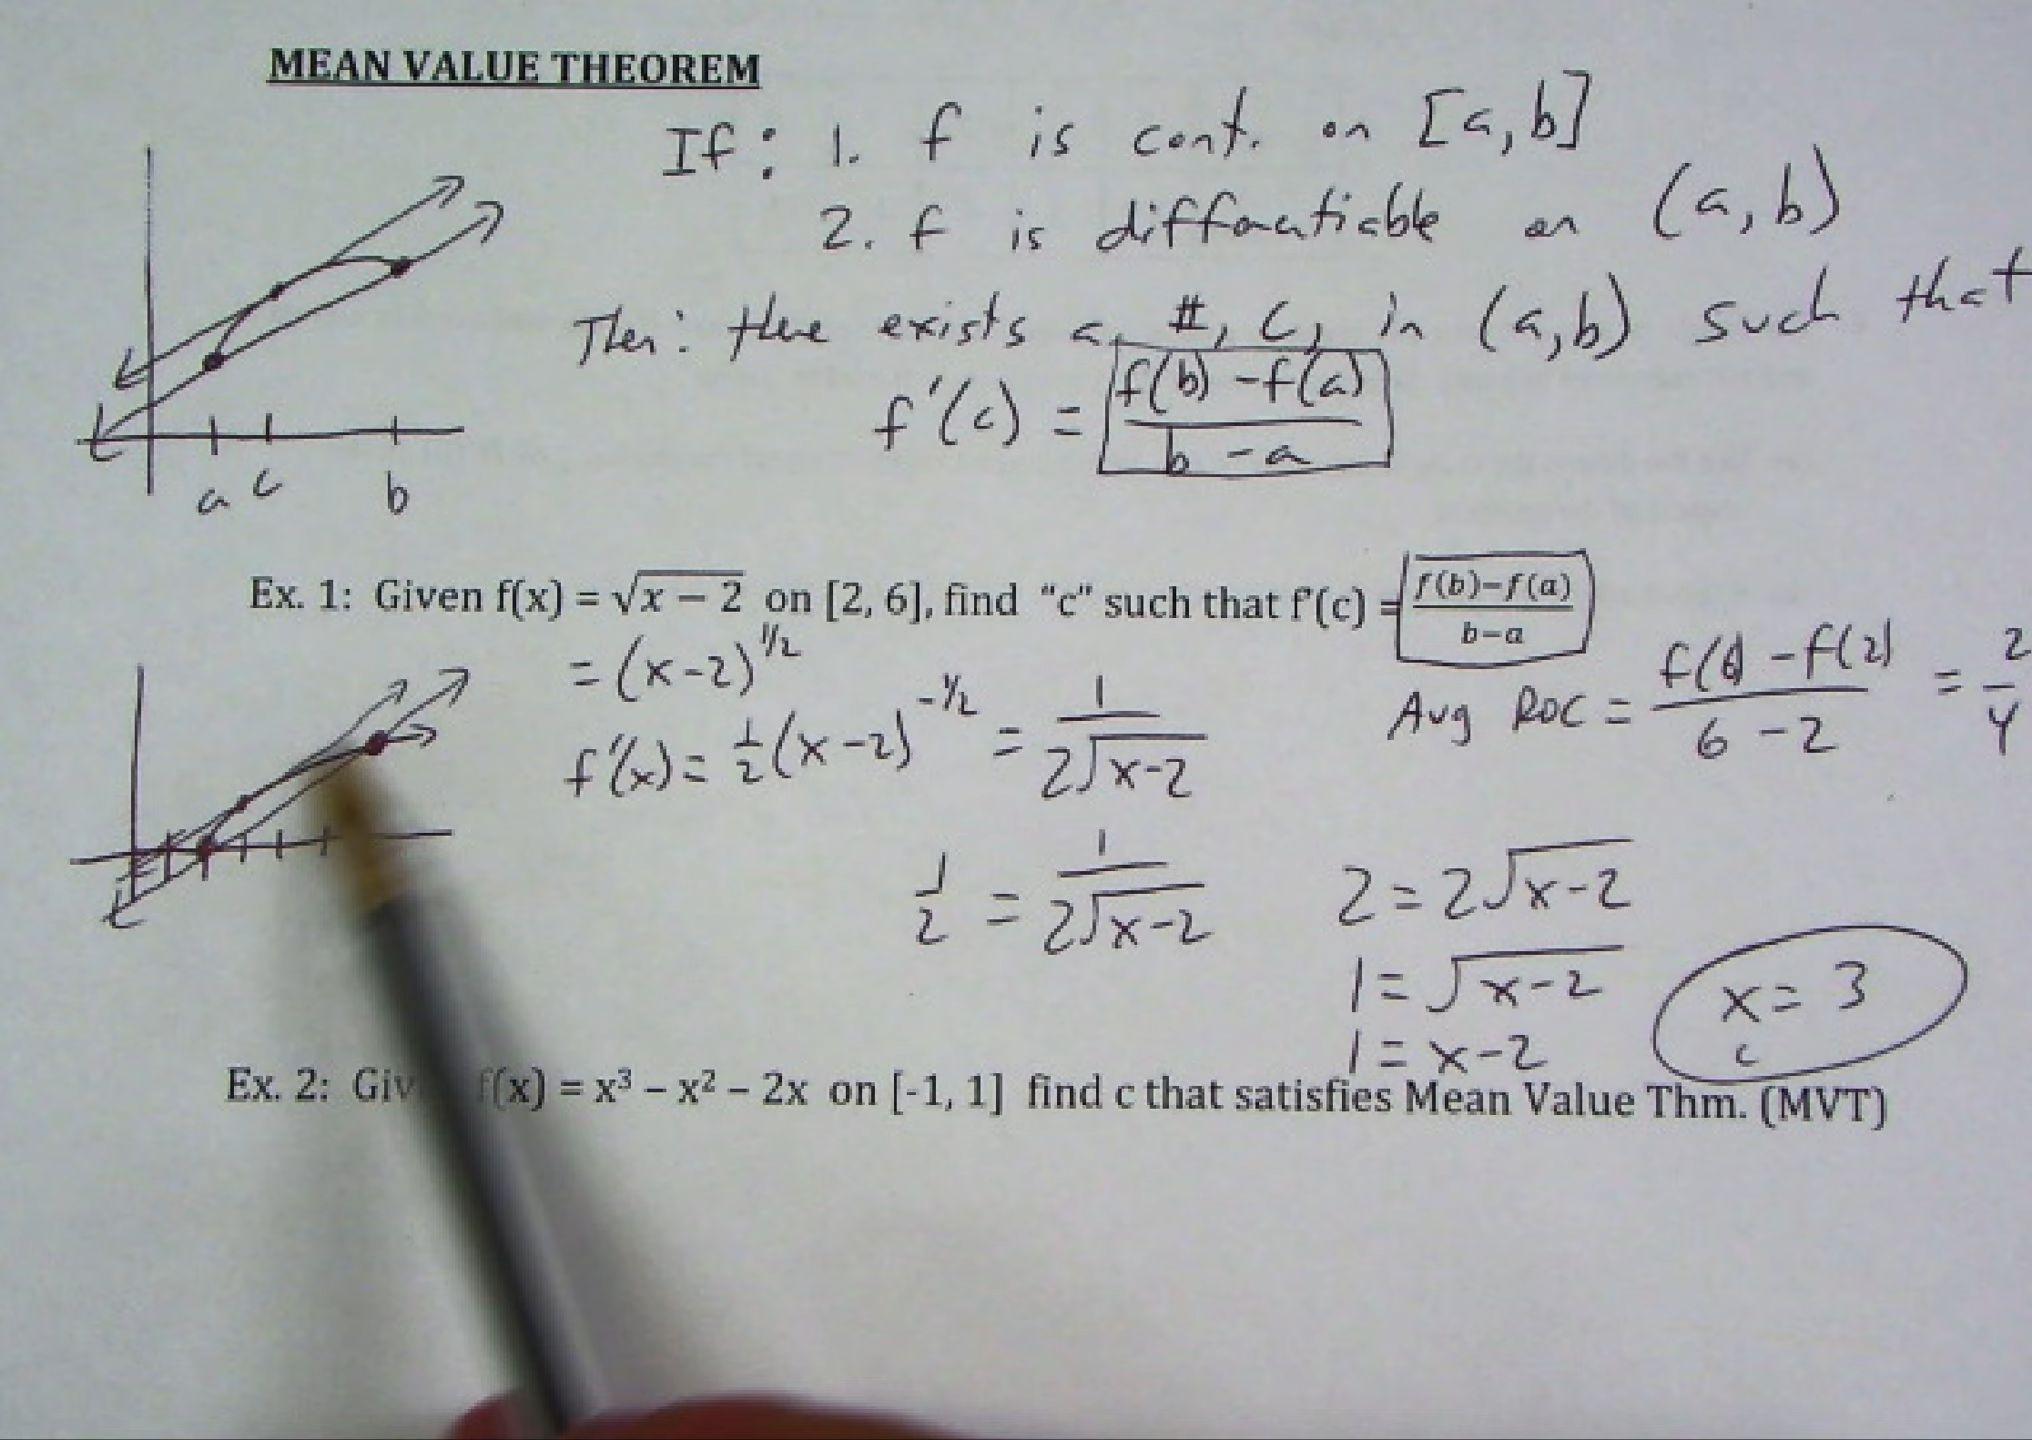 MEAN VALUE THEOREM
If: 1. f is cont. on [a,b]
2. f is differentiable on (a,b)
Then: there exists a #, c, in (a,b) such that
f'(c) = f(b) - f(a) / b - a
a c b
Ex. 1: Given f(x) = √x − 2 on [2, 6], find "c" such that f'(c) = f(b)−f(a) / b−a
= (x-2)^1/2
Avg ROC = f(6) - f(2) / 6 - 2 = 2/4
f'(x) = 1/2 (x-2)^-1/2 = 1 / 2√x-2
1/2 = 1 / 2√x-2
2 = 2√x-2
1 = √x-2
x = 3
c
1 = x-2
Ex. 2: Giv f(x) = x³ – x² – 2x on [-1, 1] find c that satisfies Mean Value Thm. (MVT)